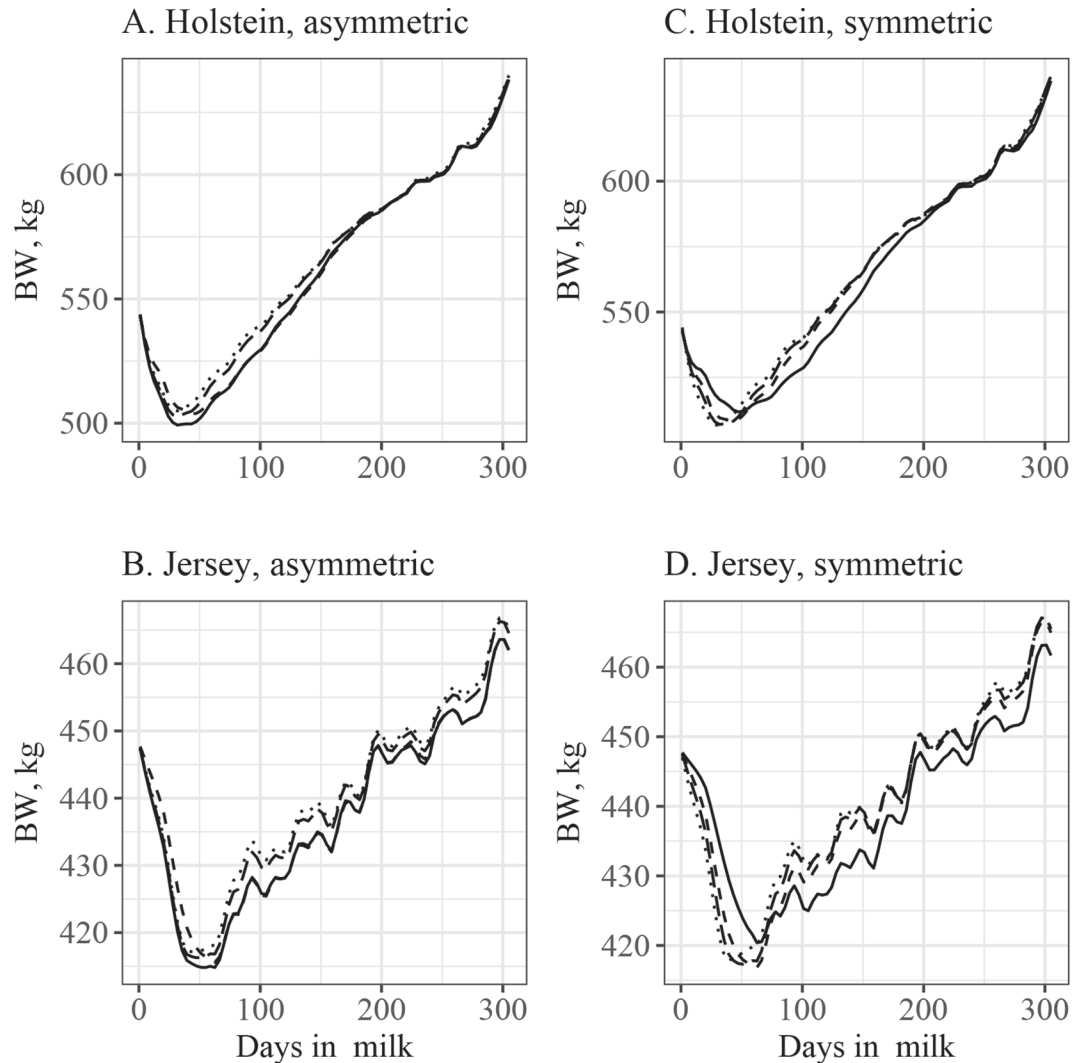 A. Holstein, asymmetric
BW, kg
600
550
500
0 100 200 300
C. Holstein, symmetric
BW, kg
600
550
0 100 200 300
B. Jersey, asymmetric
BW, kg
460
450
440
430
420
0 100 200 300
Days in milk
D. Jersey, symmetric
BW, kg
460
450
440
430
420
0 100 200 300
Days in milk